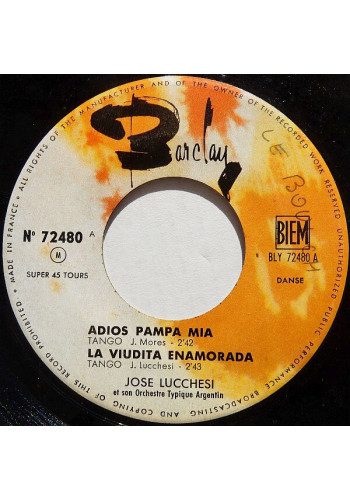 ALL RIGHTS OF THE MANUFACTURER AND OF THE OWNER OF THE RECORDED WORK RESERVED
UNAUTHORIZED PUBLIC PERFORMANCE BROADCASTING AND COPYING OF THIS RECORD PROHIBITED
MADE IN FRANCE
Barclay
N° 72480 A
M
SUPER 45 TOURS
BIEM
BLY 72480 A
DANSE
ADIOS PAMPA MIA
TANGO J. Mores - 2'42
LA VIUDITA ENAMORADA
TANGO J. Lucchesi - 2'43
JOSE LUCCHESI
et son Orchestre Typique Argentin